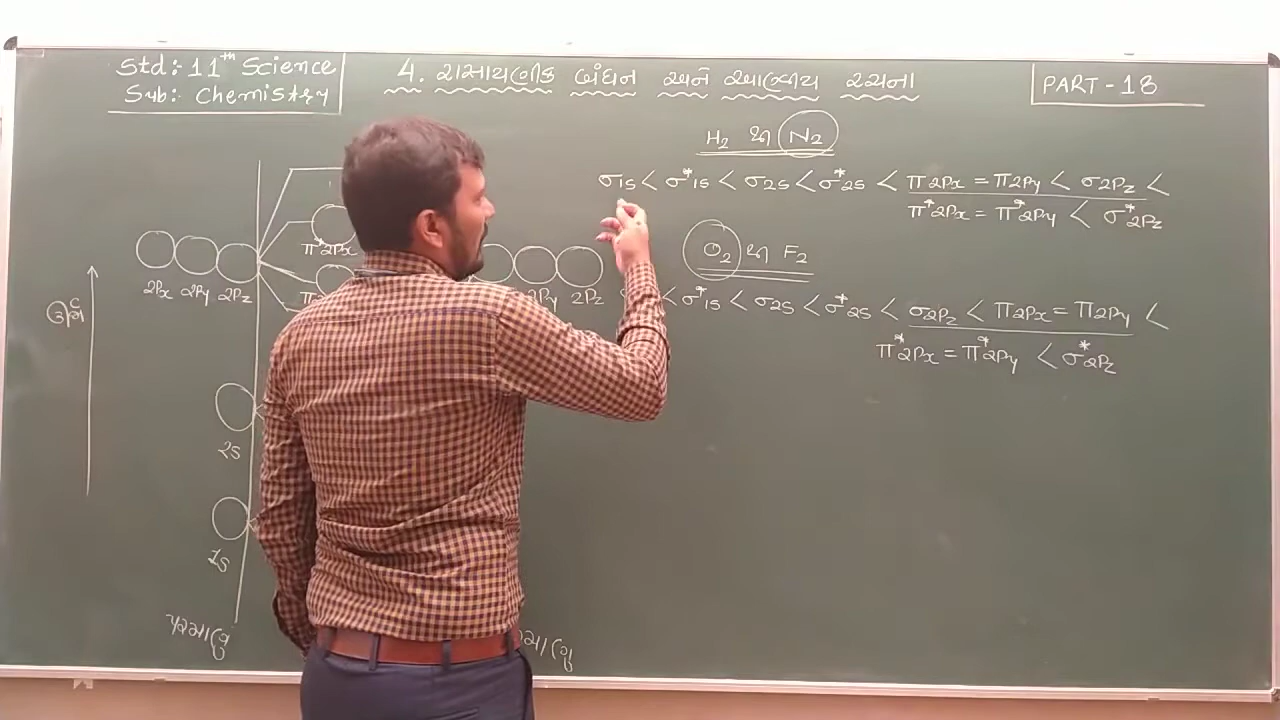 Std:- 11th Science
Sub:- Chemistry
4. રાસાયણીક બંધન અને આણ્વીય રચના
PART - 18
H₂ થી N₂
σ1s < σ*1s < σ2s < σ*2s < π2Px = π2Py < σ2Pz <
π*2Px = π*2Py < σ*2Pz
O₂ થી F₂
< σ*1s < σ2s < σ*2s < σ2Pz < π2Px = π2Py <
π*2Px = π*2Py < σ*2Pz
π*2Px
2Px 2Py 2Pz
2Py 2Pz
ઊર્જા
2s
1s
પરમાણુ